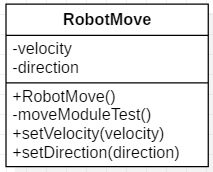 RobotMove
-velocity
-direction
+RobotMove()
-moveModuleTest()
+setVelocity(velocity)
+setDirection(direction)